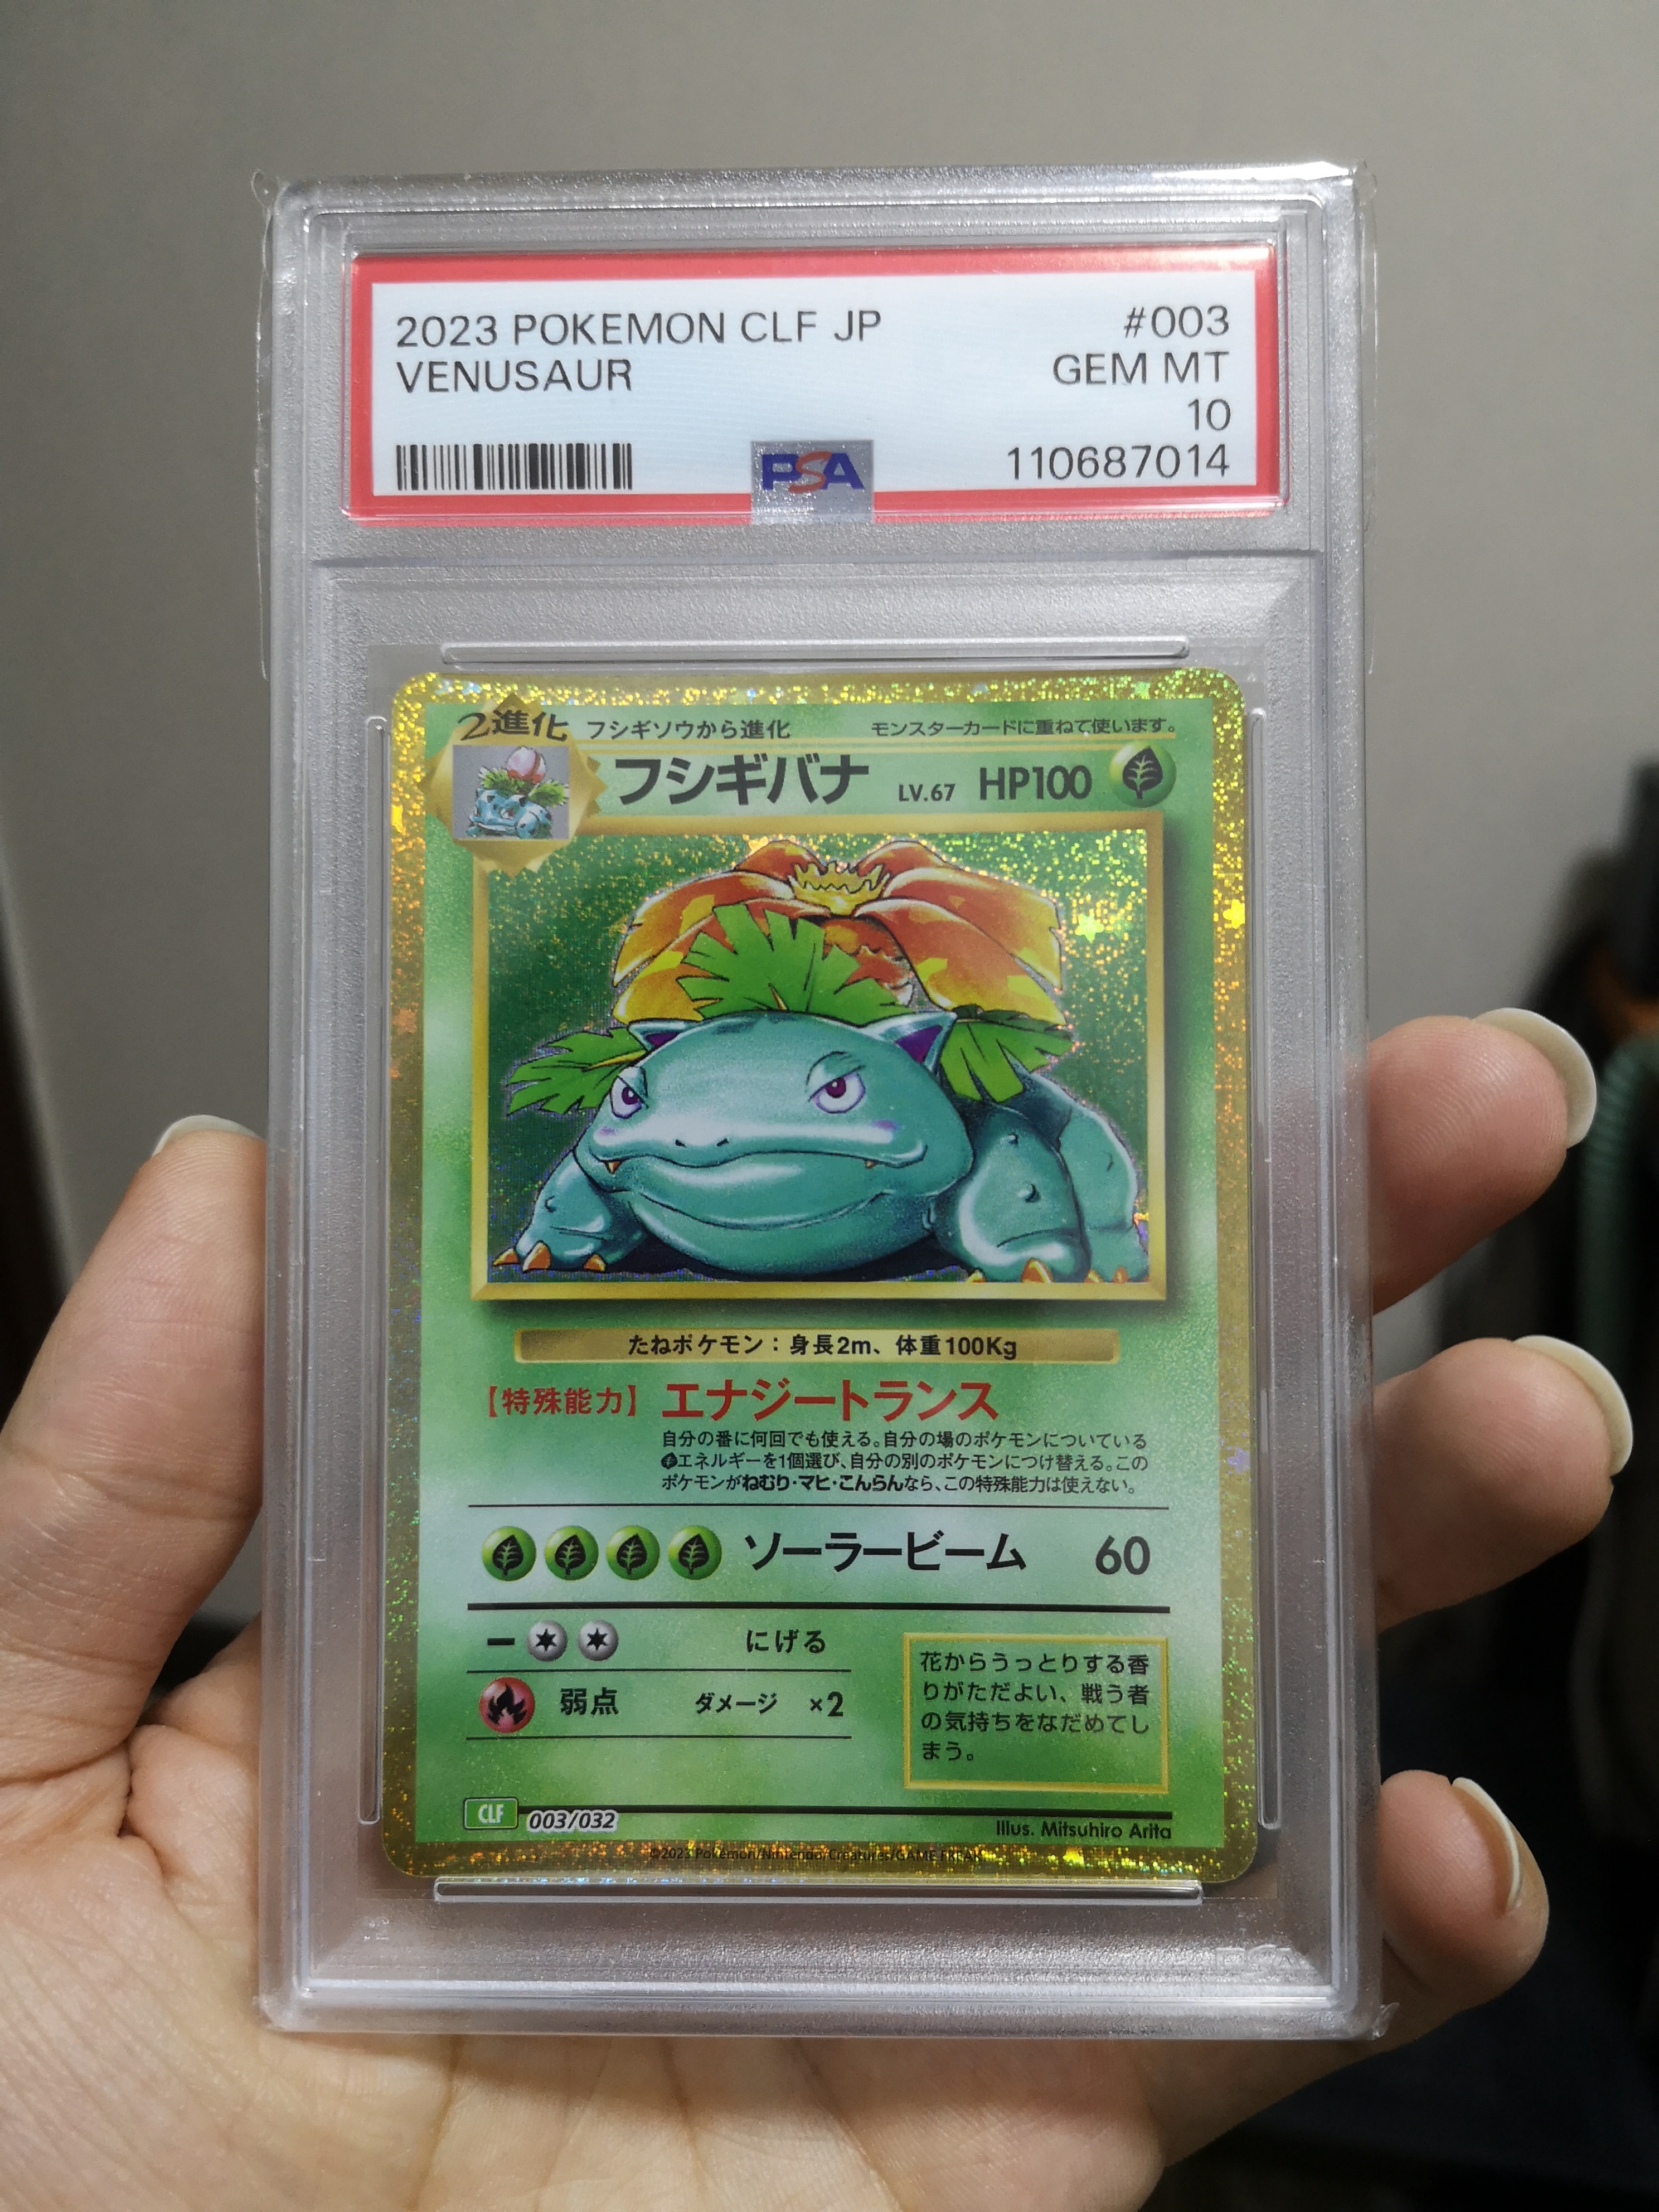 2023 POKEMON CLF JP #003
VENUSAUR GEM MT
10
PSA 110687014
2進化 フシギソウから進化 モンスターカードに重ねて使います。
フシギバナ LV.67 HP100
たねポケモン：身長2m、体重100Kg
【特殊能力】 エナジートランス
自分の番に何回でも使える。自分の場のポケモンについている
エネルギーを1個選び、自分の別のポケモンにつけ替える。この
ポケモンがねむり・マヒ・こんらんなら、この特殊能力は使えない。
ソーラービーム 60
ー にげる
弱点 ダメージ ×2
花からうっとりする香
りがただよい、戦う者
の気持ちをなだめてし
まう。
CLF 003/032 Illus. Mitsuhiro Arita
©2023 Pokémon/Nintendo/Creatures/GAME FREAK